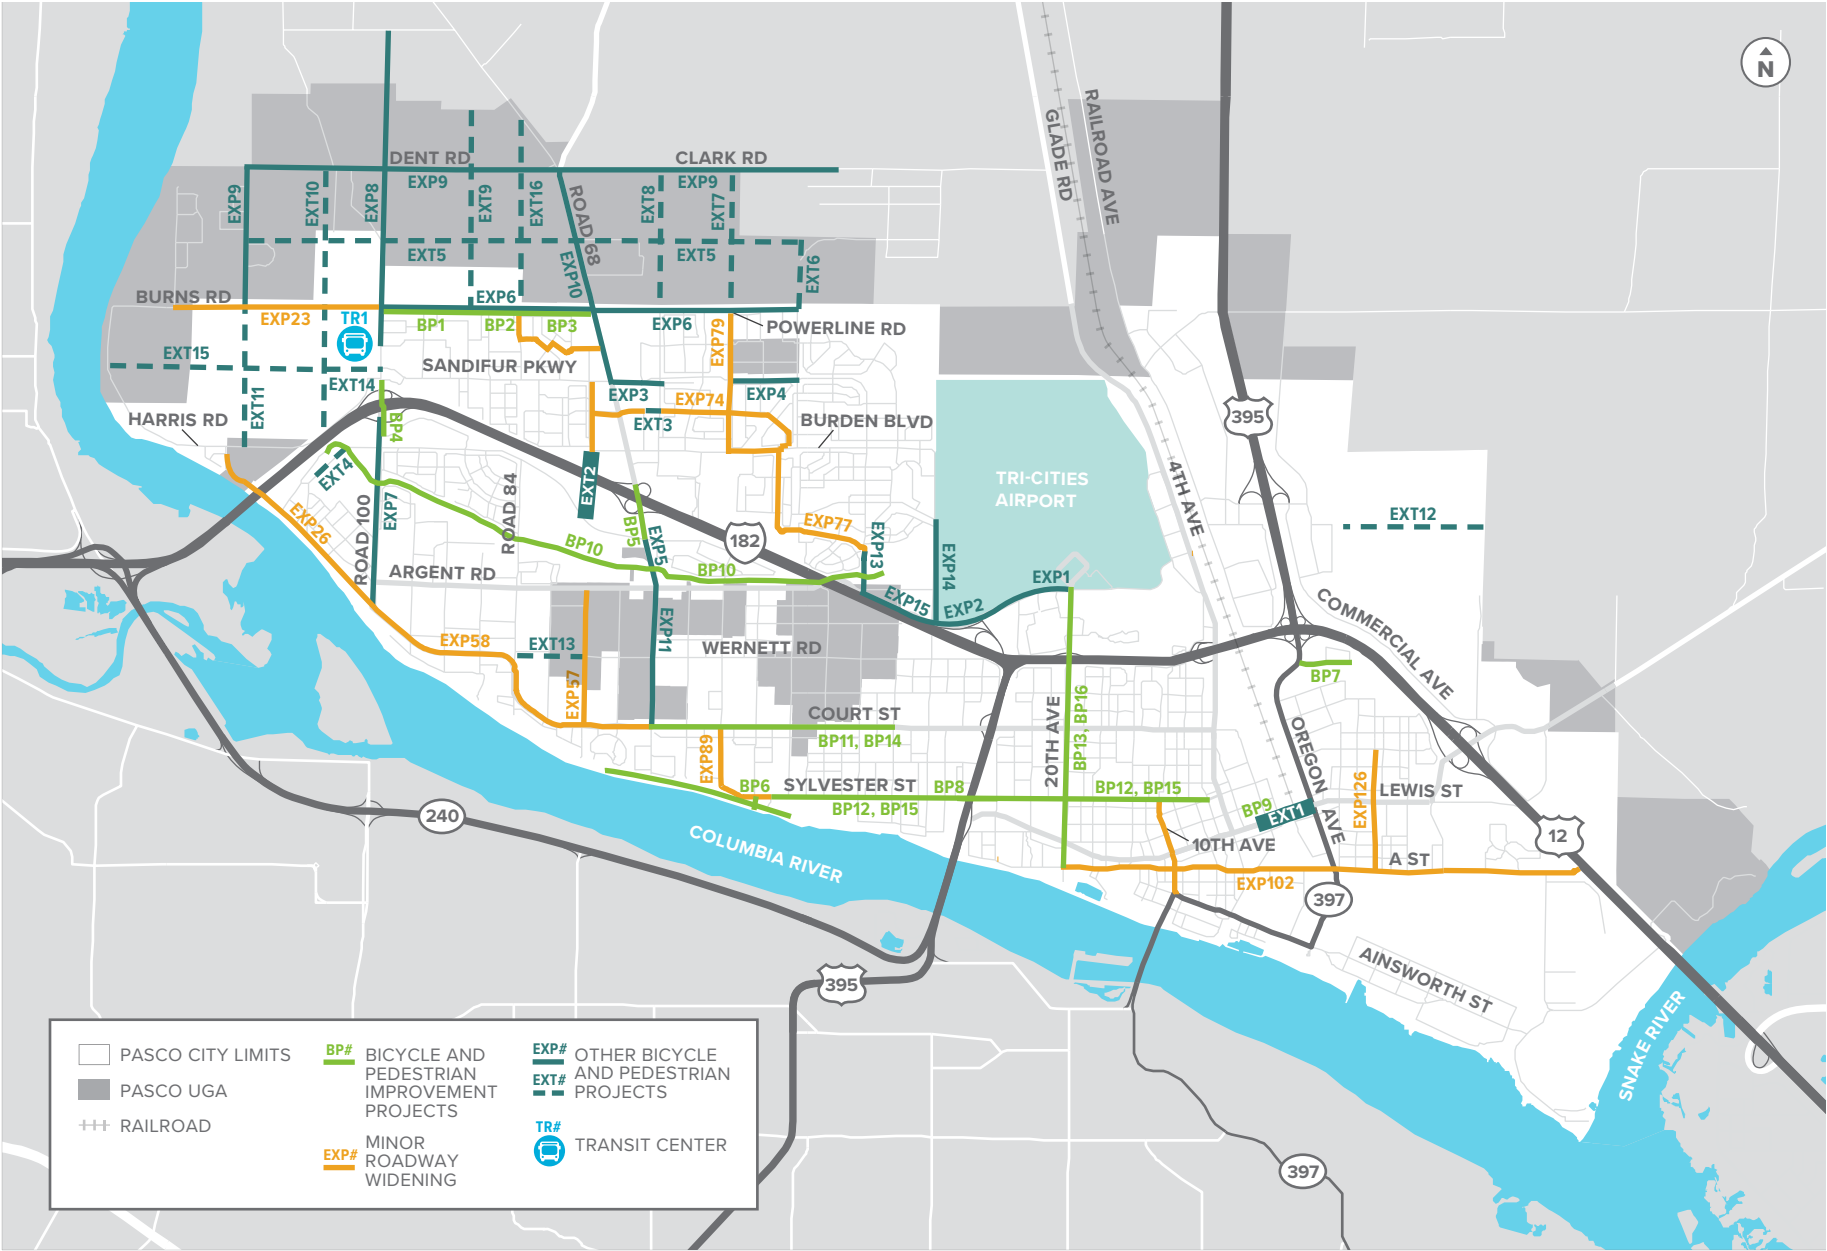 N
RAILROAD AVE
GLADE RD
DENT RD
CLARK RD
EXP9
EXP9
EXP9
EXT10
EXP8
EXT9
EXT16
ROAD 68
EXT8
EXT7
EXT5
EXT5
EXP10
EXT6
BURNS RD
EXP6
EXP23
TR1
BP1
BP2
BP3
EXP6
EXP79
POWERLINE RD
EXT15
SANDIFUR PKWY
EXT14
EXT11
EXP3
EXP74
EXP4
EXT3
HARRIS RD
BP4
BURDEN BLVD
395
EXT4
EXT2
ROAD 84
TRI-CITIES
AIRPORT
4TH AVE
EXT12
EXP7
ROAD 100
EXP26
BP5
EXP5
BP10
182
EXP77
EXP13
BP10
ARGENT RD
EXP15
EXP14
EXP2
EXP1
COMMERCIAL AVE
EXP58
EXT13
EXP11
WERNETT RD
EXP57
BP7
COURT ST
BP11, BP14
20TH AVE
BP13, BP16
OREGON
AVE
EXP89
BP6
SYLVESTER ST
BP8
BP12, BP15
BP12, BP15
BP9
EXT1
EXP126
LEWIS ST
240
COLUMBIA RIVER
10TH AVE
A ST
12
EXP102
397
395
AINSWORTH ST
SNAKE RIVER
397
PASCO CITY LIMITS
PASCO UGA
RAILROAD
BP#
BICYCLE AND
PEDESTRIAN
IMPROVEMENT
PROJECTS
EXP#
MINOR
ROADWAY
WIDENING
EXP#
EXT#
OTHER BICYCLE
AND PEDESTRIAN
PROJECTS
TR#
TRANSIT CENTER